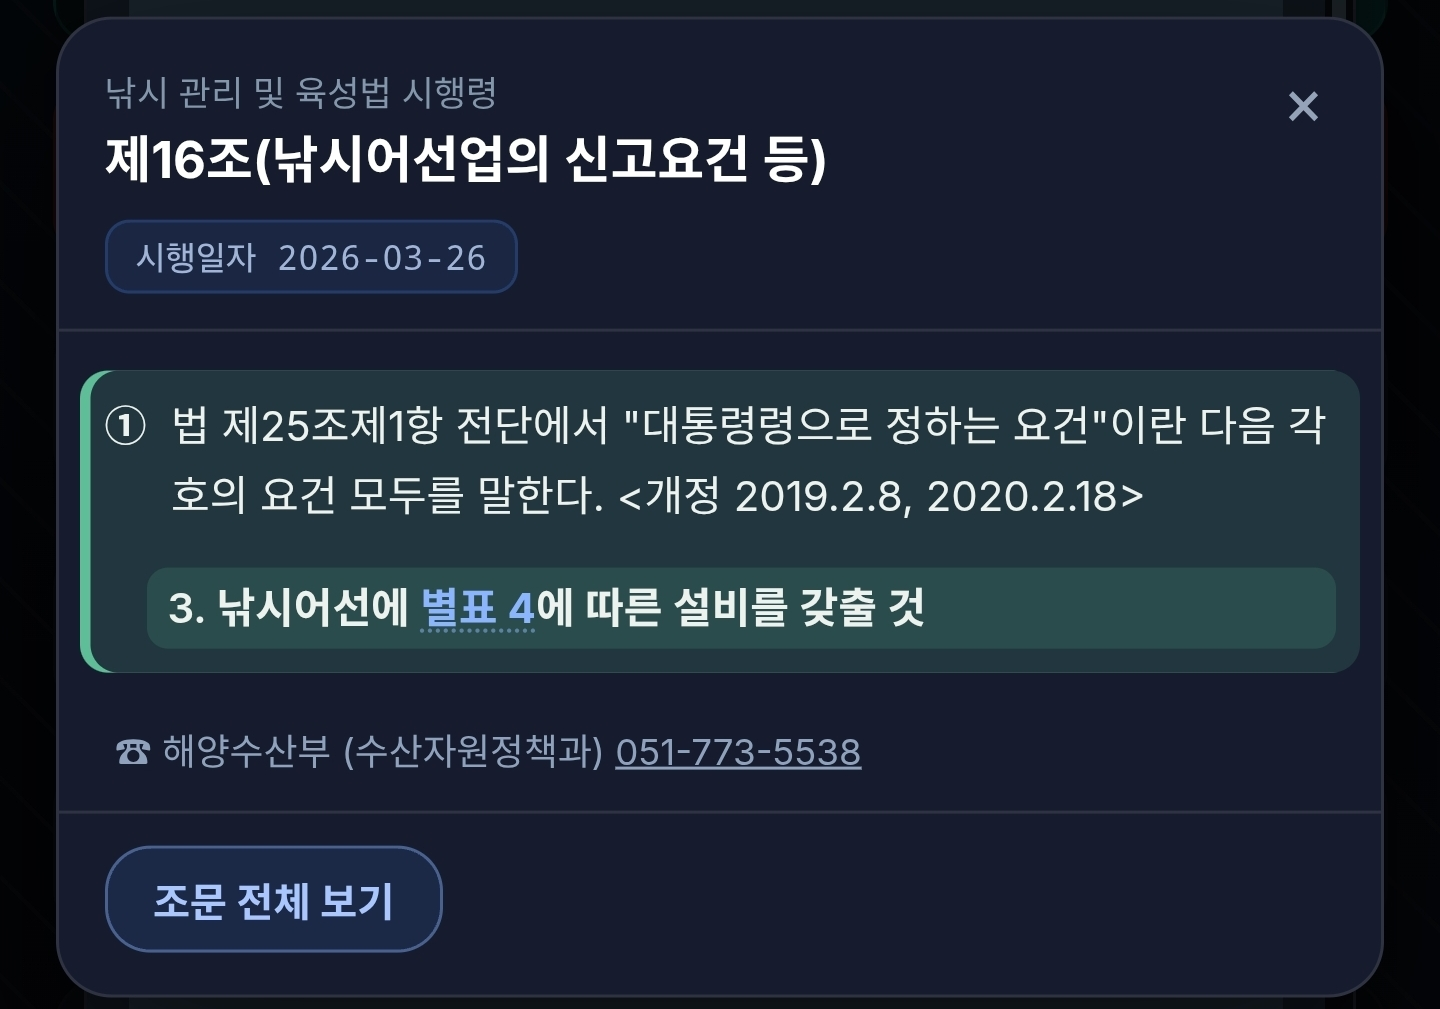 낚시 관리 및 육성법 시행령
제16조(낚시어선업의 신고요건 등)
×
시행일자 2026-03-26
① 법 제25조제1항 전단에서 "대통령령으로 정하는 요건"이란 다음 각
호의 요건 모두를 말한다. <개정 2019.2.8, 2020.2.18>
3. 낚시어선에 별표 4에 따른 설비를 갖출 것
☎ 해양수산부 (수산자원정책과) 051-773-5538
조문 전체 보기